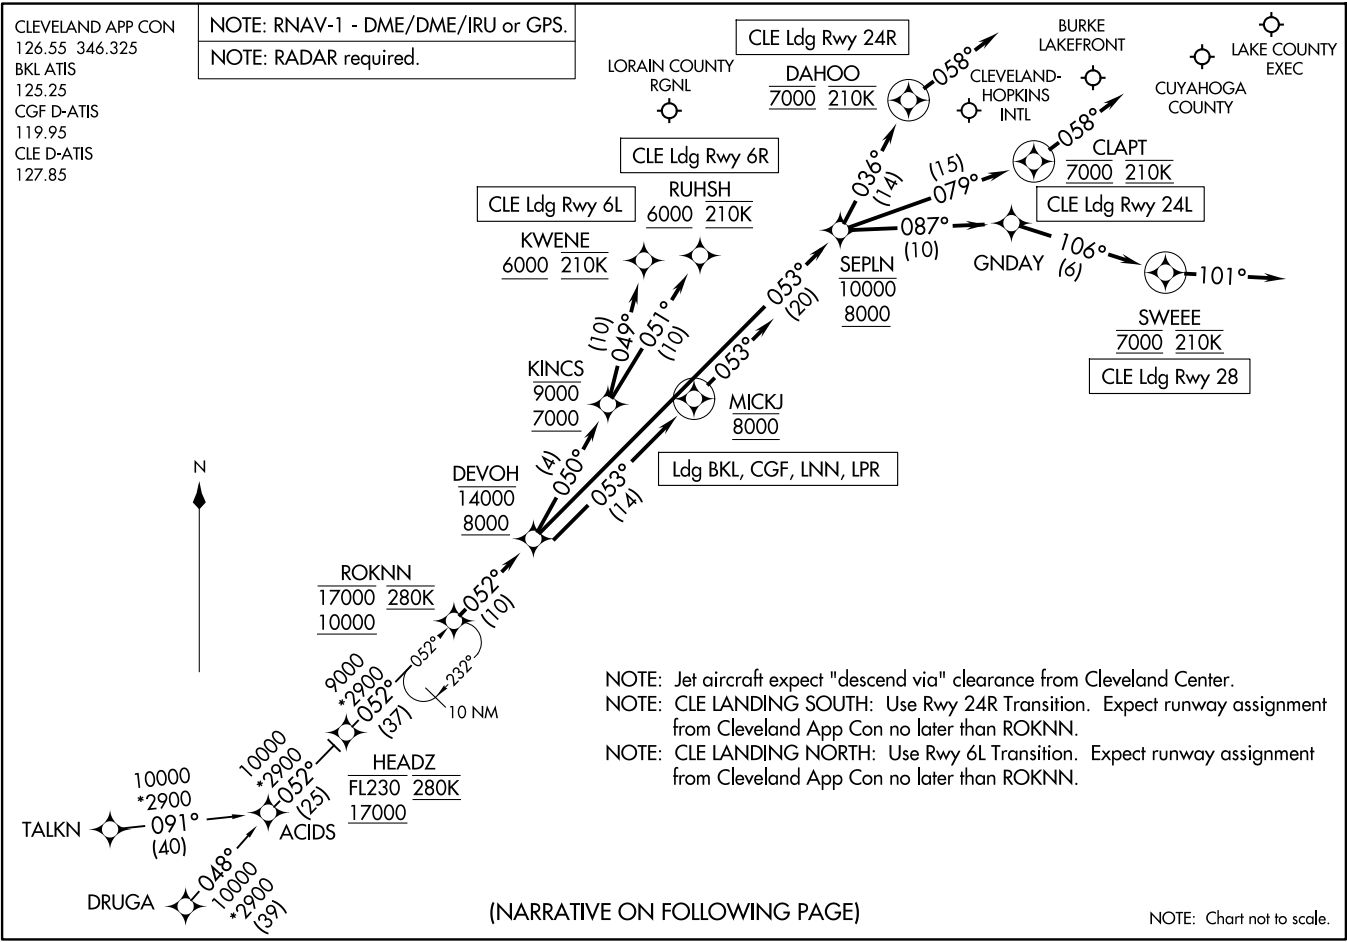 CLEVELAND APP CON
126.55 346.325
BKL ATIS
125.25
CGF D-ATIS
119.95
CLE D-ATIS
127.85
NOTE: RNAV-1 - DME/DME/IRU or GPS.
NOTE: RADAR required.
LORAIN COUNTY
RGNL
CLE Ldg Rwy 24R
DAHOO
7000 210K
058°
BURKE
LAKEFRONT
CLEVELAND-
HOPKINS
INTL
LAKE COUNTY
EXEC
CUYAHOGA
COUNTY
CLE Ldg Rwy 6R
RUHSH
6000 210K
CLE Ldg Rwy 6L
KWENE
6000 210K
036°
(14)
(15)
079°
058°
CLAPT
7000 210K
CLE Ldg Rwy 24L
087°
(10)
GNDAY
106°
(6)
101°
SWEEE
7000 210K
CLE Ldg Rwy 28
SEPLN
10000
8000
053°
(20)
053°
(10)
049°
051°
(10)
KINCS
9000
7000
MICKJ
8000
Ldg BKL, CGF, LNN, LPR
(4)
050°
053°
(14)
DEVOH
14000
8000
N
ROKNN
17000 280K
10000
052°
(10)
052°
232°
10 NM
9000
*2900
052°
(37)
HEADZ
FL230 280K
17000
10000
*2900
052°
(25)
ACIDS
TALKN
10000
*2900
091°
(40)
DRUGA
048°
10000
*2900
(39)
NOTE: Jet aircraft expect "descend via" clearance from Cleveland Center.
NOTE: CLE LANDING SOUTH: Use Rwy 24R Transition. Expect runway assignment
from Cleveland App Con no later than ROKNN.
NOTE: CLE LANDING NORTH: Use Rwy 6L Transition. Expect runway assignment
from Cleveland App Con no later than ROKNN.
(NARRATIVE ON FOLLOWING PAGE)
NOTE: Chart not to scale.